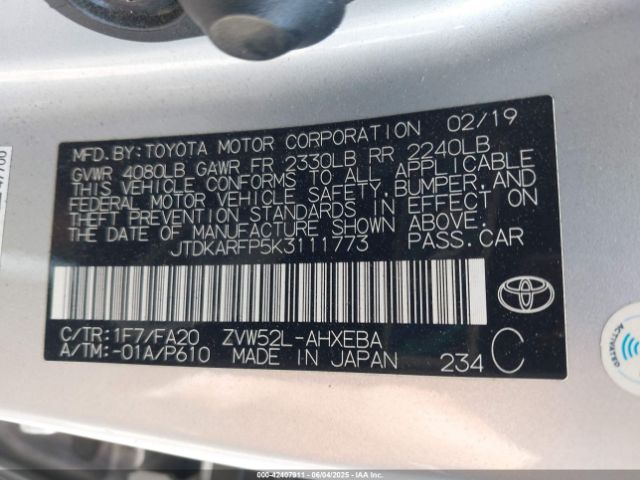 MFD.BY:TOYOTA MOTOR CORPORATION 02/19
GVWR 4080LB GAWR FR 2330LB RR 2240LB
THIS VEHICLE CONFORMS TO ALL APPLICABLE
FEDERAL MOTOR VEHICLE SAFETY,BUMPER,AND
THEFT PREVENTION STANDARDS IN EFFECT ON
THE DATE OF MANUFACTURE SHOWN ABOVE.
JTDKARFP5K3111773 PASS.CAR
C/TR:1F7/FA20 ZVW52L-AHXEBA
A/TM:-01A/P610 MADE IN JAPAN 234 C
ACTIVATED
000-42407911 - 06/04/2025 - IAAI.COM